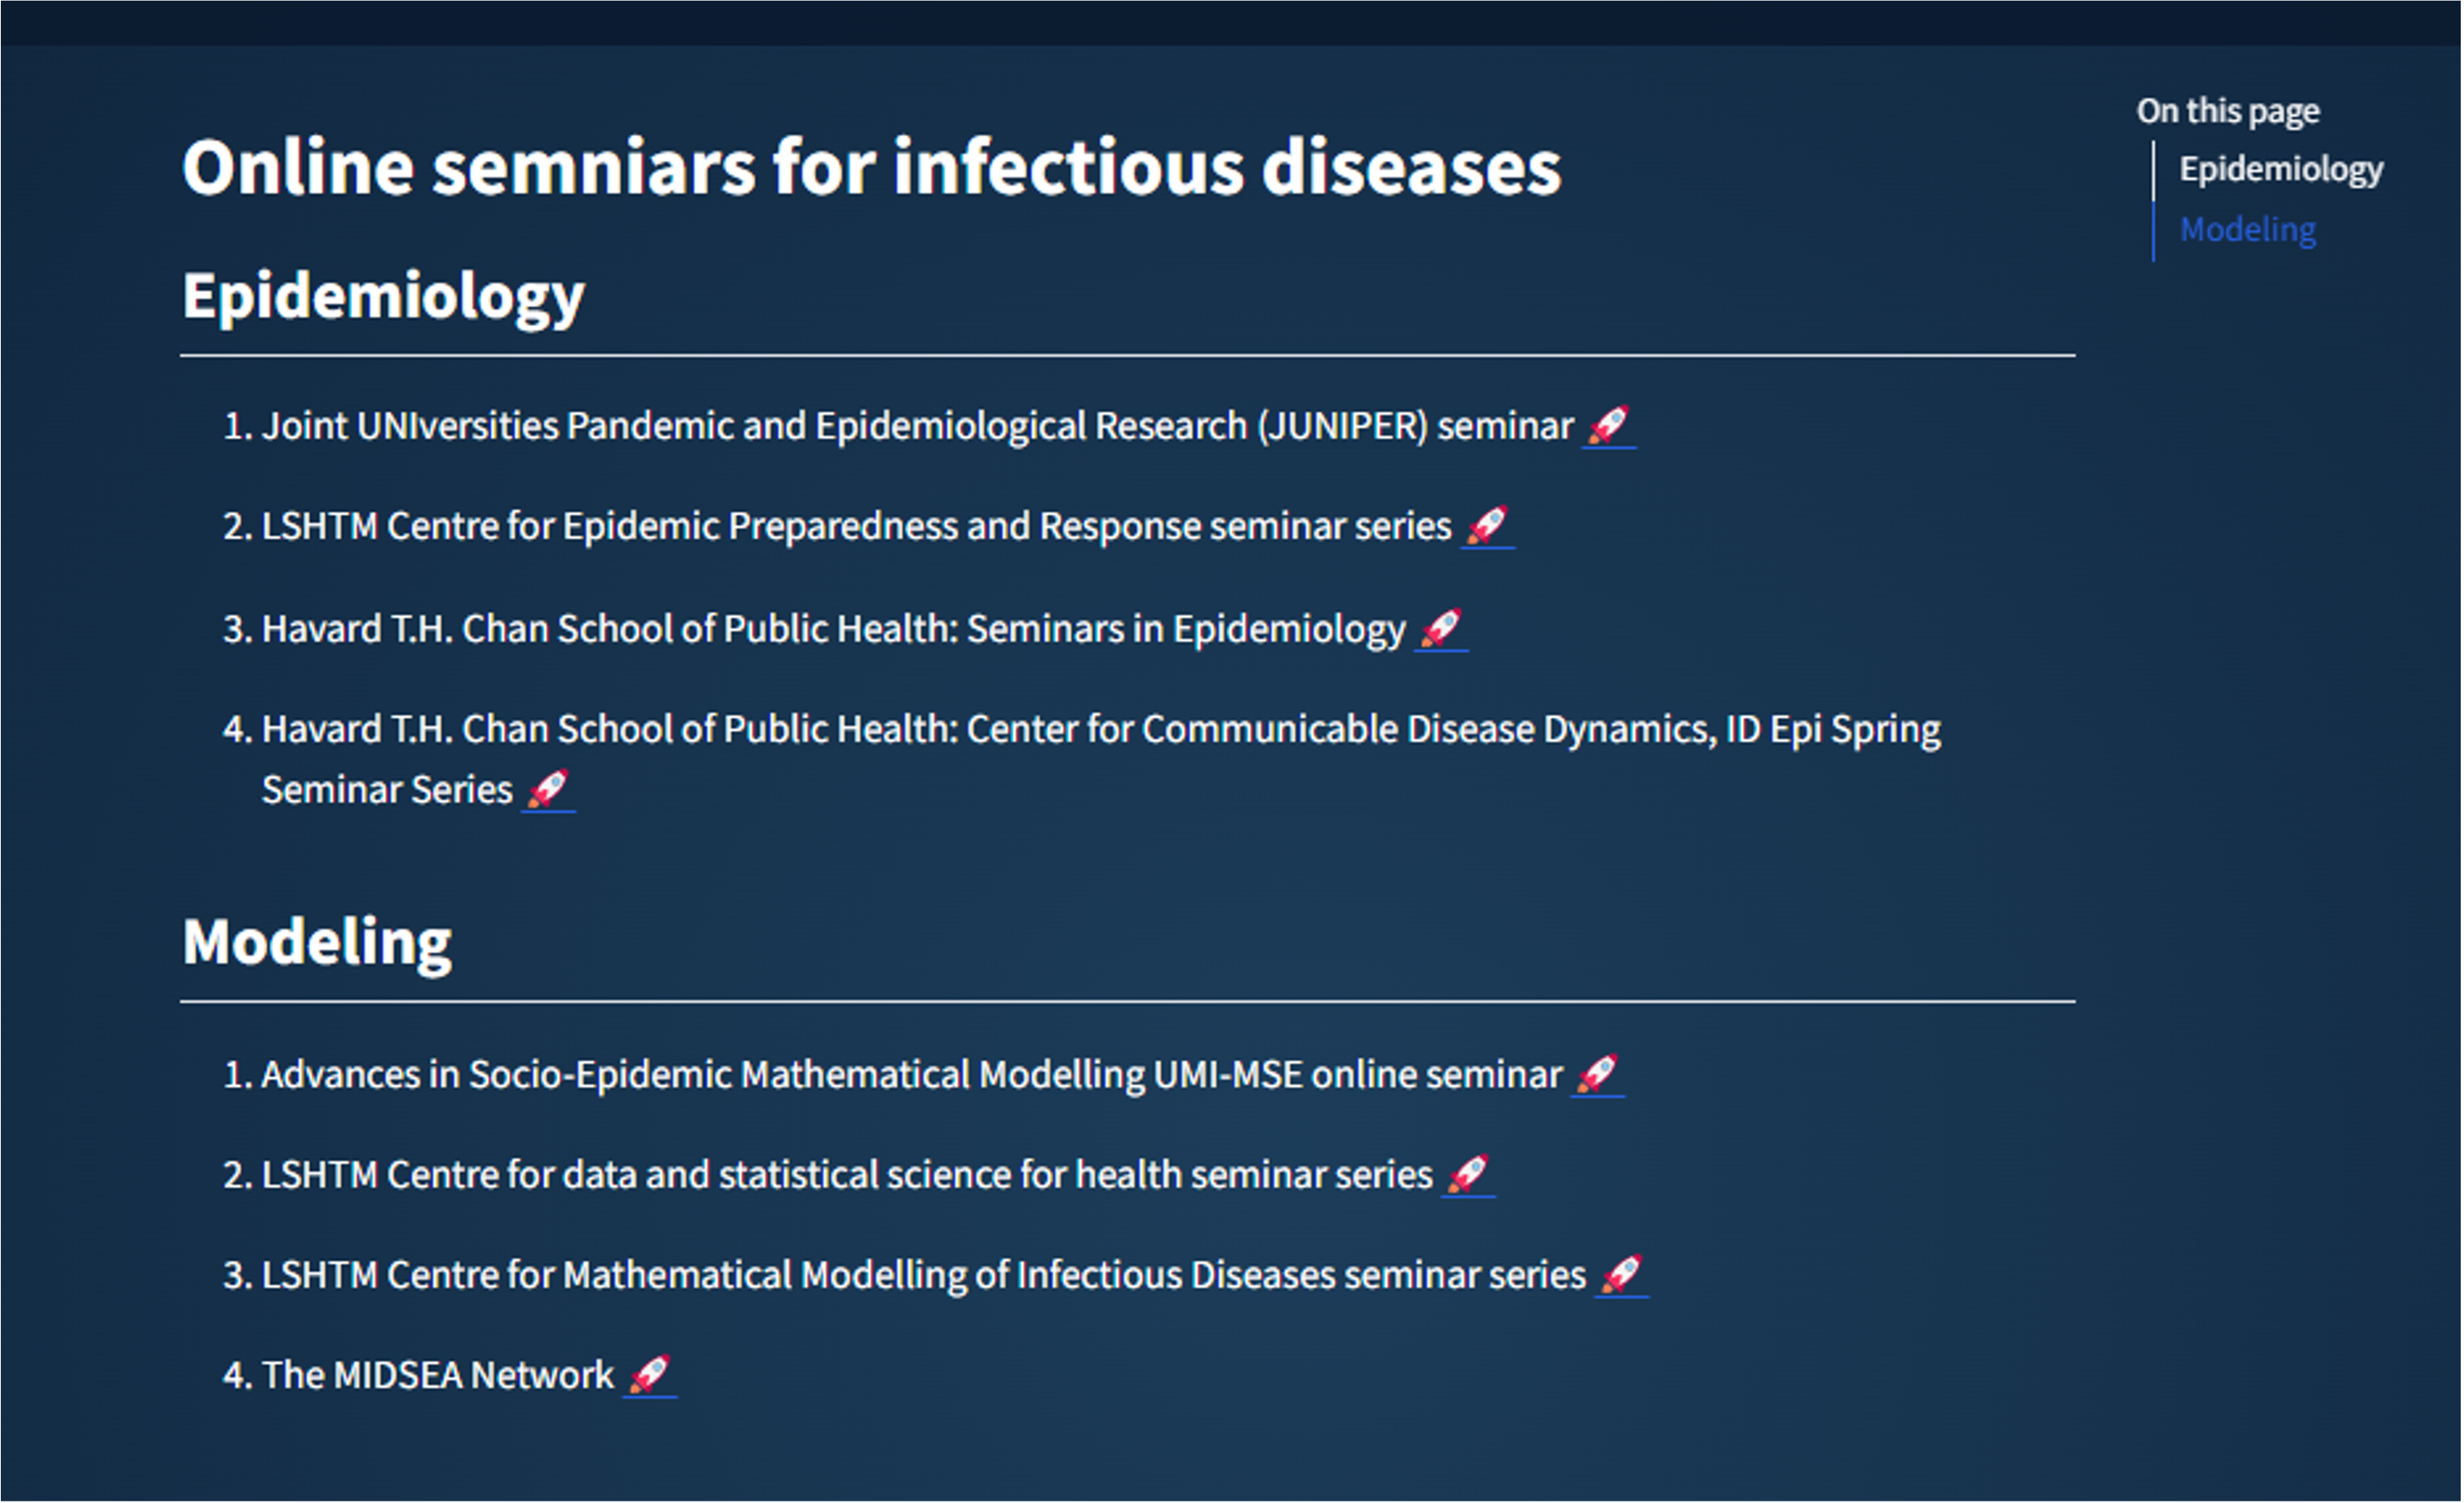 Online semniars for infectious diseases
Epidemiology
1. Joint UNIversities Pandemic and Epidemiological Research (JUNIPER) seminar 🚀
2. LSHTM Centre for Epidemic Preparedness and Response seminar series 🚀
3. Havard T.H. Chan School of Public Health: Seminars in Epidemiology 🚀
4. Havard T.H. Chan School of Public Health: Center for Communicable Disease Dynamics, ID Epi Spring
Seminar Series 🚀
Modeling
1. Advances in Socio-Epidemic Mathematical Modelling UMI-MSE online seminar 🚀
2. LSHTM Centre for data and statistical science for health seminar series 🚀
3. LSHTM Centre for Mathematical Modelling of Infectious Diseases seminar series 🚀
4. The MIDSEA Network 🚀
On this page
Epidemiology
Modeling